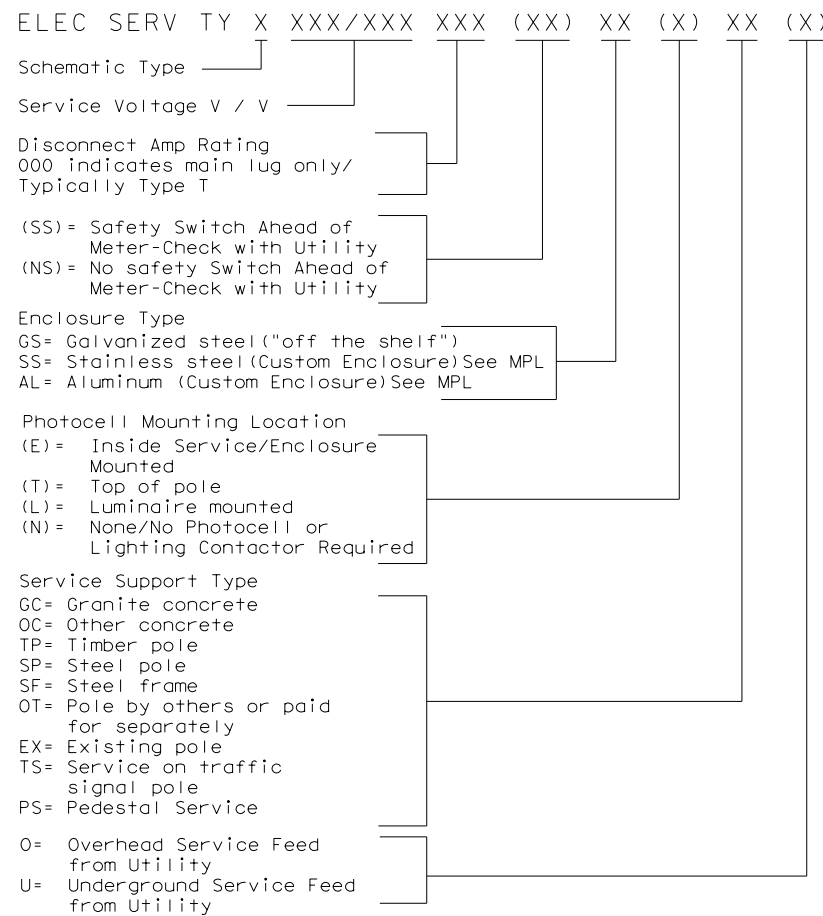 ELEC SERV TY X XXX/XXX XXX (XX) XX (X) XX (X)
Schematic Type
Service Voltage V / V
Disconnect Amp Rating
000 indicates main lug only/
Typically Type T
(SS)= Safety Switch Ahead of
Meter-Check with Utility
(NS)= No safety Switch Ahead of
Meter-Check with Utility
Enclosure Type
GS= Galvanized steel("off the shelf")
SS= Stainless steel(Custom Enclosure)See MPL
AL= Aluminum (Custom Enclosure)See MPL
Photocell Mounting Location
(E)= Inside Service/Enclosure
Mounted
(T)= Top of pole
(L)= Luminaire mounted
(N)= None/No Photocell or
Lighting Contactor Required
Service Support Type
GC= Granite concrete
OC= Other concrete
TP= Timber pole
SP= Steel pole
SF= Steel frame
OT= Pole by others or paid
for separately
EX= Existing pole
TS= Service on traffic
signal pole
PS= Pedestal Service
O= Overhead Service Feed
from Utility
U= Underground Service Feed
from Utility